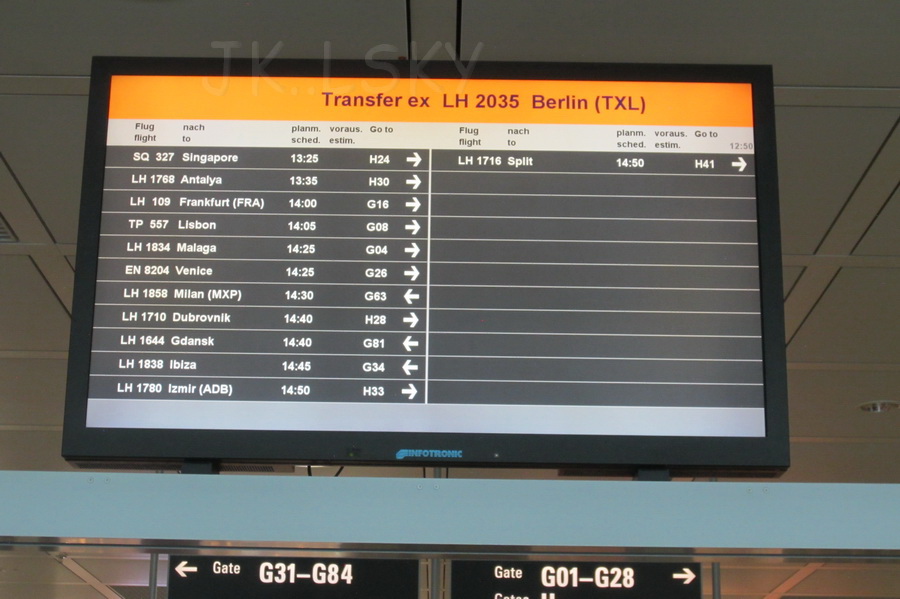 JK..LSKY
Transfer ex LH 2035 Berlin (TXL)
Flug nach planm. voraus. Go to Flug nach planm. voraus. Go to
flight to sched. estim. flight to sched. estim. 12:50
SQ 327 Singapore 13:25 H24 → LH 1716 Split 14:50 H41 →
LH 1768 Antalya 13:35 H30 →
LH 109 Frankfurt (FRA) 14:00 G16 →
TP 557 Lisbon 14:05 G08 →
LH 1834 Malaga 14:25 G04 →
EN 8204 Venice 14:25 G26 →
LH 1858 Milan (MXP) 14:30 G63 ←
LH 1710 Dubrovnik 14:40 H28 →
LH 1644 Gdansk 14:40 G81 ←
LH 1838 Ibiza 14:45 G34 ←
LH 1780 Izmir (ADB) 14:50 H33 →
INFOTRONIC
← Gate G31–G84 Gate G01–G28 →
Gates H